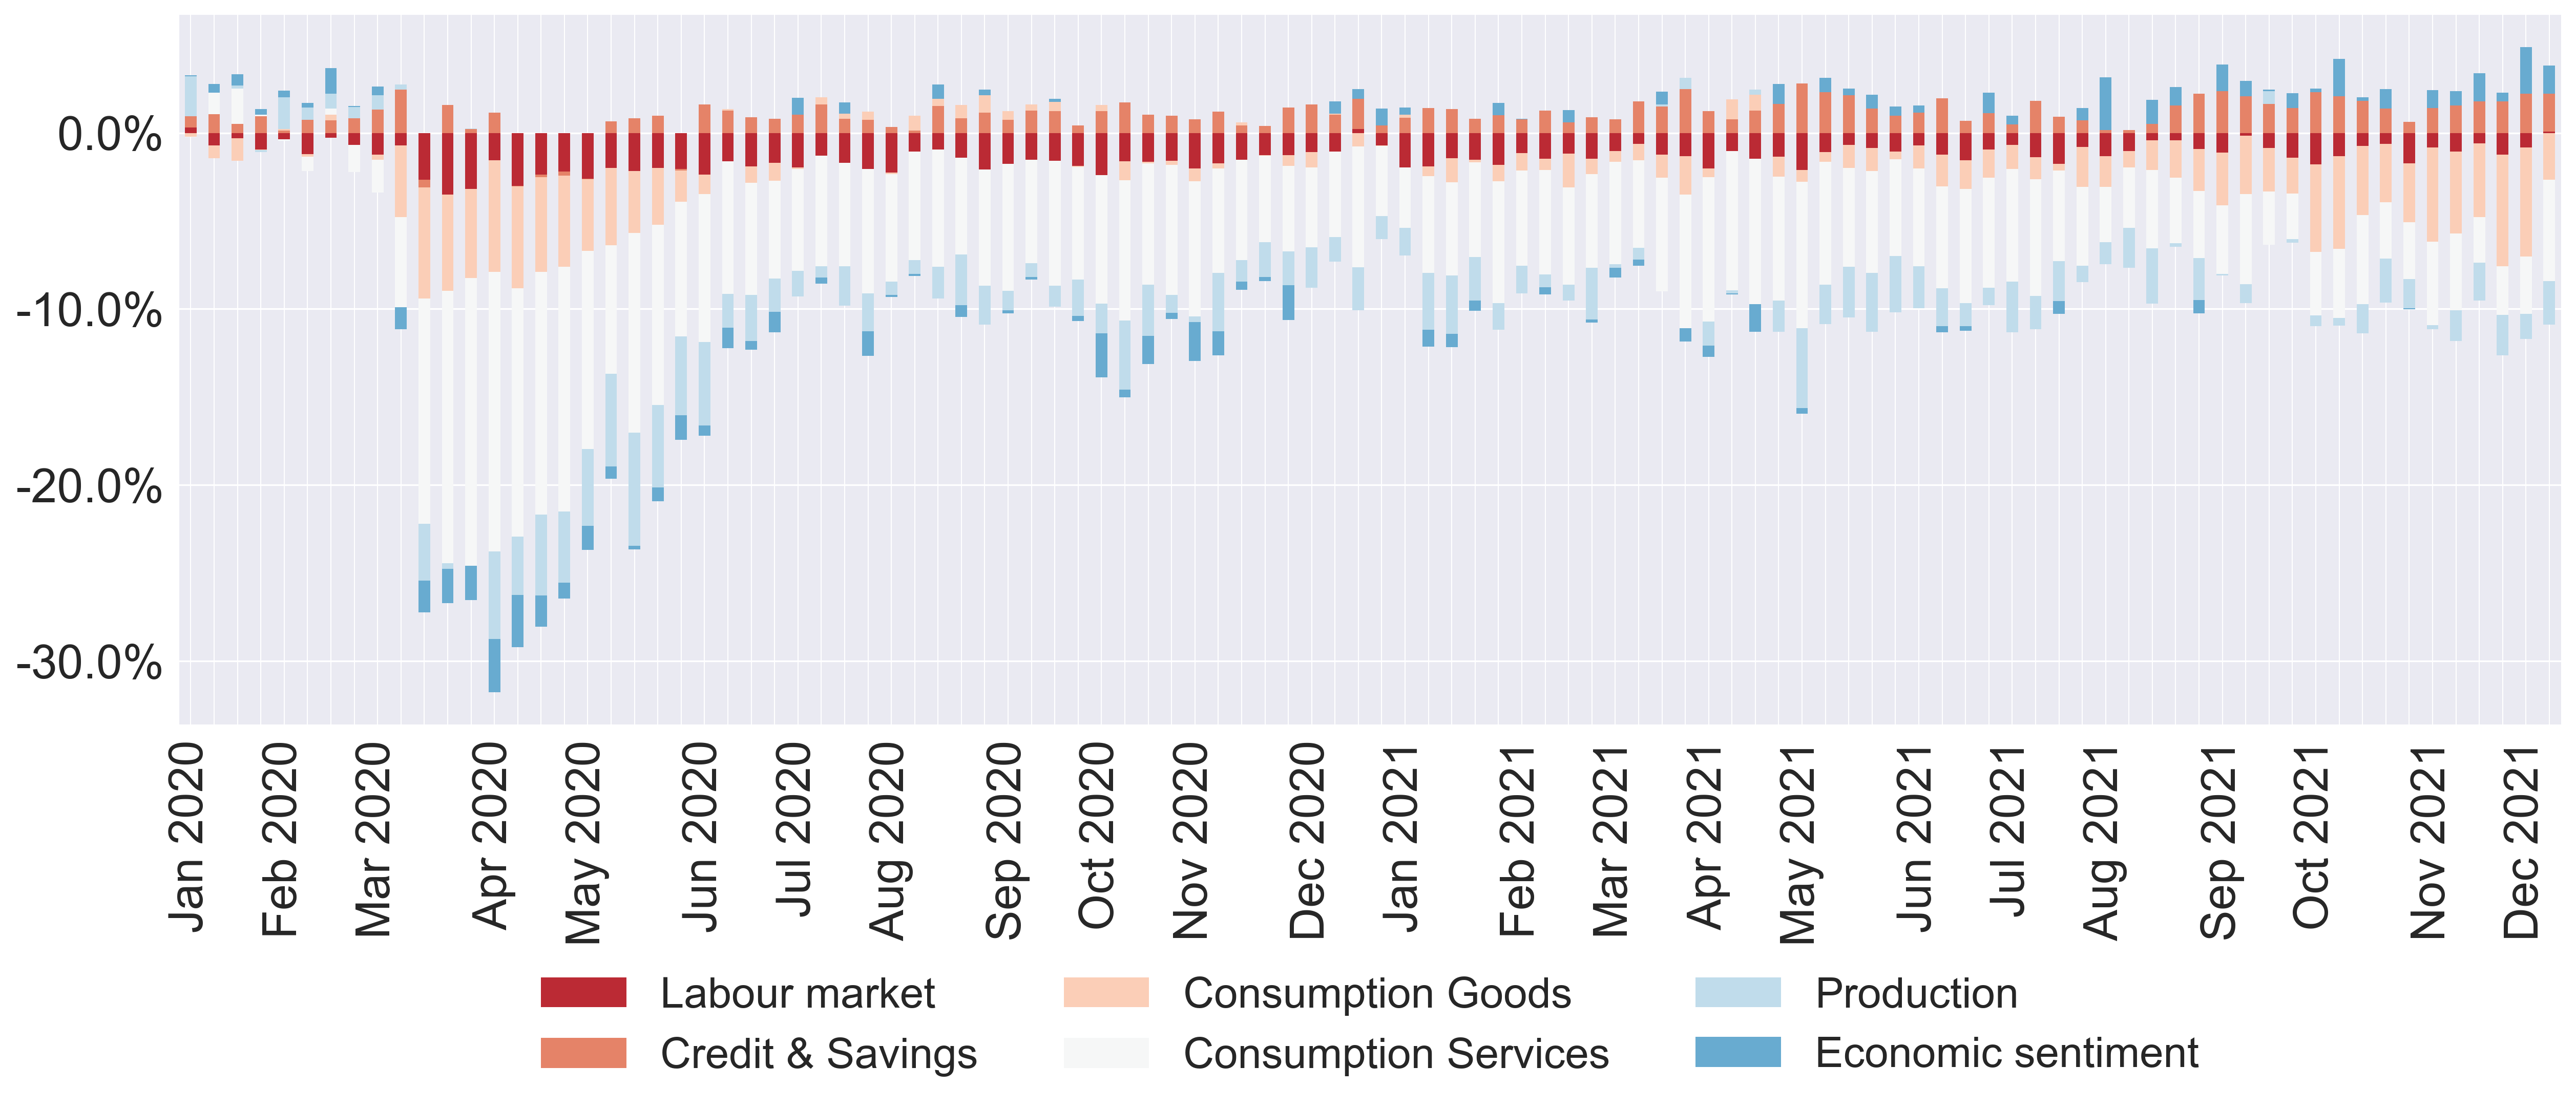 0.0%
-10.0%
-20.0%
-30.0%
Jan 2020
Feb 2020
Mar 2020
Apr 2020
May 2020
Jun 2020
Jul 2020
Aug 2020
Sep 2020
Oct 2020
Nov 2020
Dec 2020
Jan 2021
Feb 2021
Mar 2021
Apr 2021
May 2021
Jun 2021
Jul 2021
Aug 2021
Sep 2021
Oct 2021
Nov 2021
Dec 2021
Labour market
Credit & Savings
Consumption Goods
Consumption Services
Production
Economic sentiment